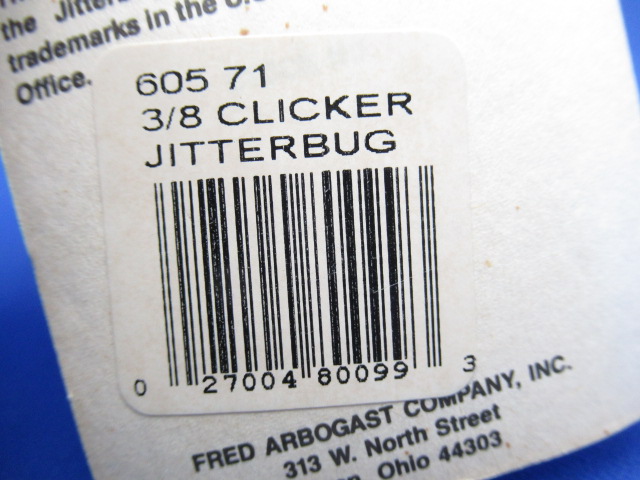 the Jitter
trademarks in the U.S
Office.
605 71
3/8 CLICKER
JITTERBUG
0 27004 80099 3
FRED ARBOGAST COMPANY, INC.
313 W. North Street
Ohio 44303